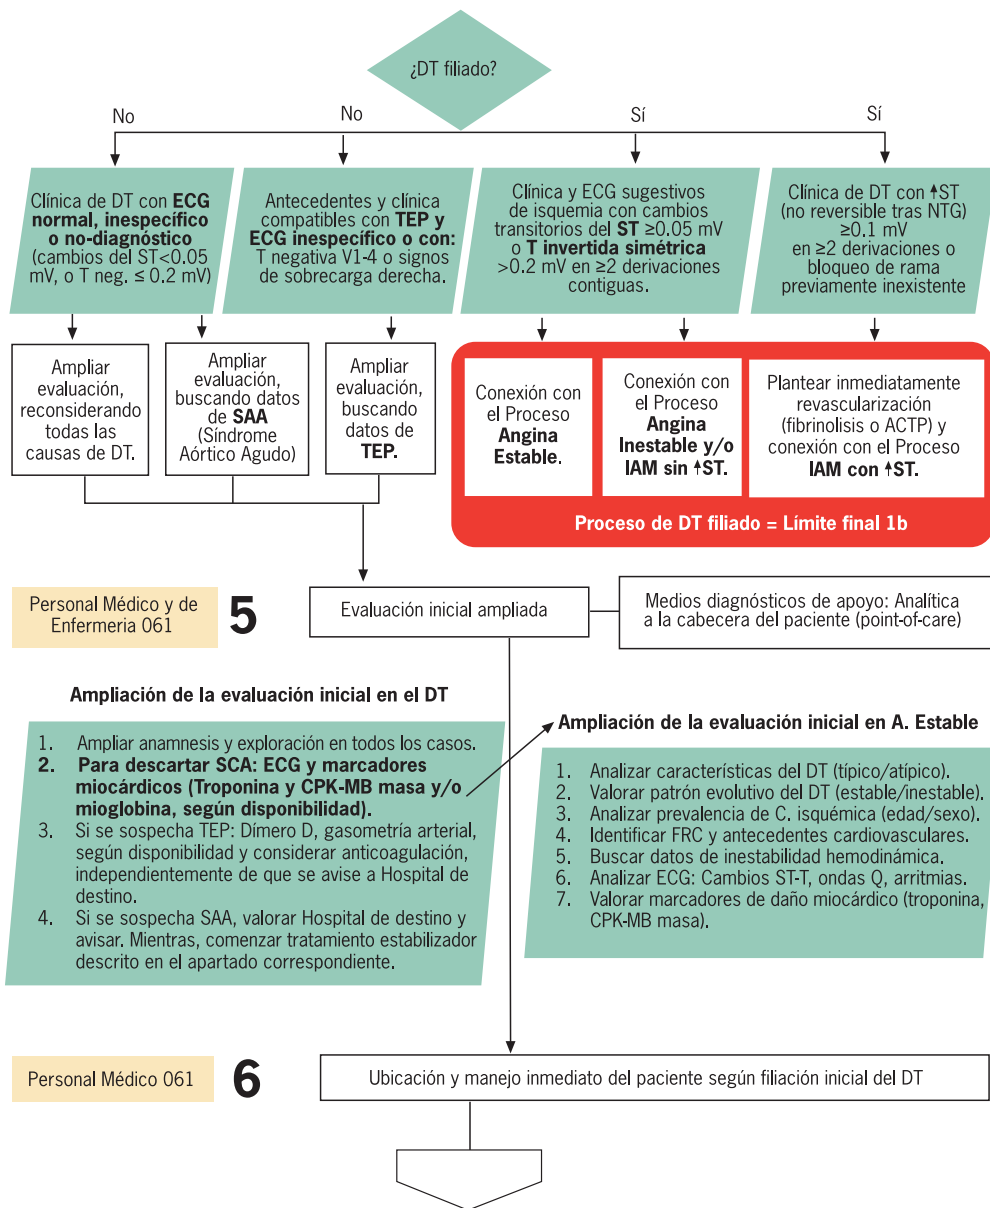 ¿DT filiado?
No
No
Sí
Sí
Clínica de DT con ECG
normal, inespecífico
o no-diagnóstico
(cambios del ST<0.05
mV, o T neg. ≤ 0.2 mV)
Antecedentes y clínica
compatibles con TEP y
ECG inespecífico o con:
T negativa V1-4 o signos
de sobrecarga derecha.
Clínica y ECG sugestivos
de isquemia con cambios
transitorios del ST ≥0.05 mV
o T invertida simétrica
>0.2 mV en ≥2 derivaciones
contiguas.
Clínica de DT con ↑ST
(no reversible tras NTG)
≥0.1 mV
en ≥2 derivaciones o
bloqueo de rama
previamente inexistente
Ampliar
evaluación,
reconsiderando
todas las
causas de DT.
Ampliar
evaluación,
buscando datos
de SAA
(Síndrome
Aórtico Agudo)
Ampliar
evaluación,
buscando
datos de
TEP.
Conexión con
el Proceso
Angina
Estable.
Conexión con
el Proceso
Angina
Inestable y/o
IAM sin ↑ST.
Plantear inmediatamente
revascularización
(fibrinolisis o ACTP) y
conexión con el Proceso
IAM con ↑ST.
Proceso de DT filiado = Límite final 1b
Personal Médico y de
Enfermeria 061
5
Evaluación inicial ampliada
Medios diagnósticos de apoyo: Analítica
a la cabecera del paciente (point-of-care)
Ampliación de la evaluación inicial en el DT
1. Ampliar anamnesis y exploración en todos los casos.
2. Para descartar SCA: ECG y marcadores
miocárdicos (Troponina y CPK-MB masa y/o
mioglobina, según disponibilidad).
3. Si se sospecha TEP: Dímero D, gasometría arterial,
según disponibilidad y considerar anticoagulación,
independientemente de que se avise a Hospital de
destino.
4. Si se sospecha SAA, valorar Hospital de destino y
avisar. Mientras, comenzar tratamiento estabilizador
descrito en el apartado correspondiente.
Ampliación de la evaluación inicial en A. Estable
1. Analizar características del DT (típico/atípico).
2. Valorar patrón evolutivo del DT (estable/inestable).
3. Analizar prevalencia de C. isquémica (edad/sexo).
4. Identificar FRC y antecedentes cardiovasculares.
5. Buscar datos de inestabilidad hemodinámica.
6. Analizar ECG: Cambios ST-T, ondas Q, arritmias.
7. Valorar marcadores de daño miocárdico (troponina,
CPK-MB masa).
Personal Médico 061
6
Ubicación y manejo inmediato del paciente según filiación inicial del DT